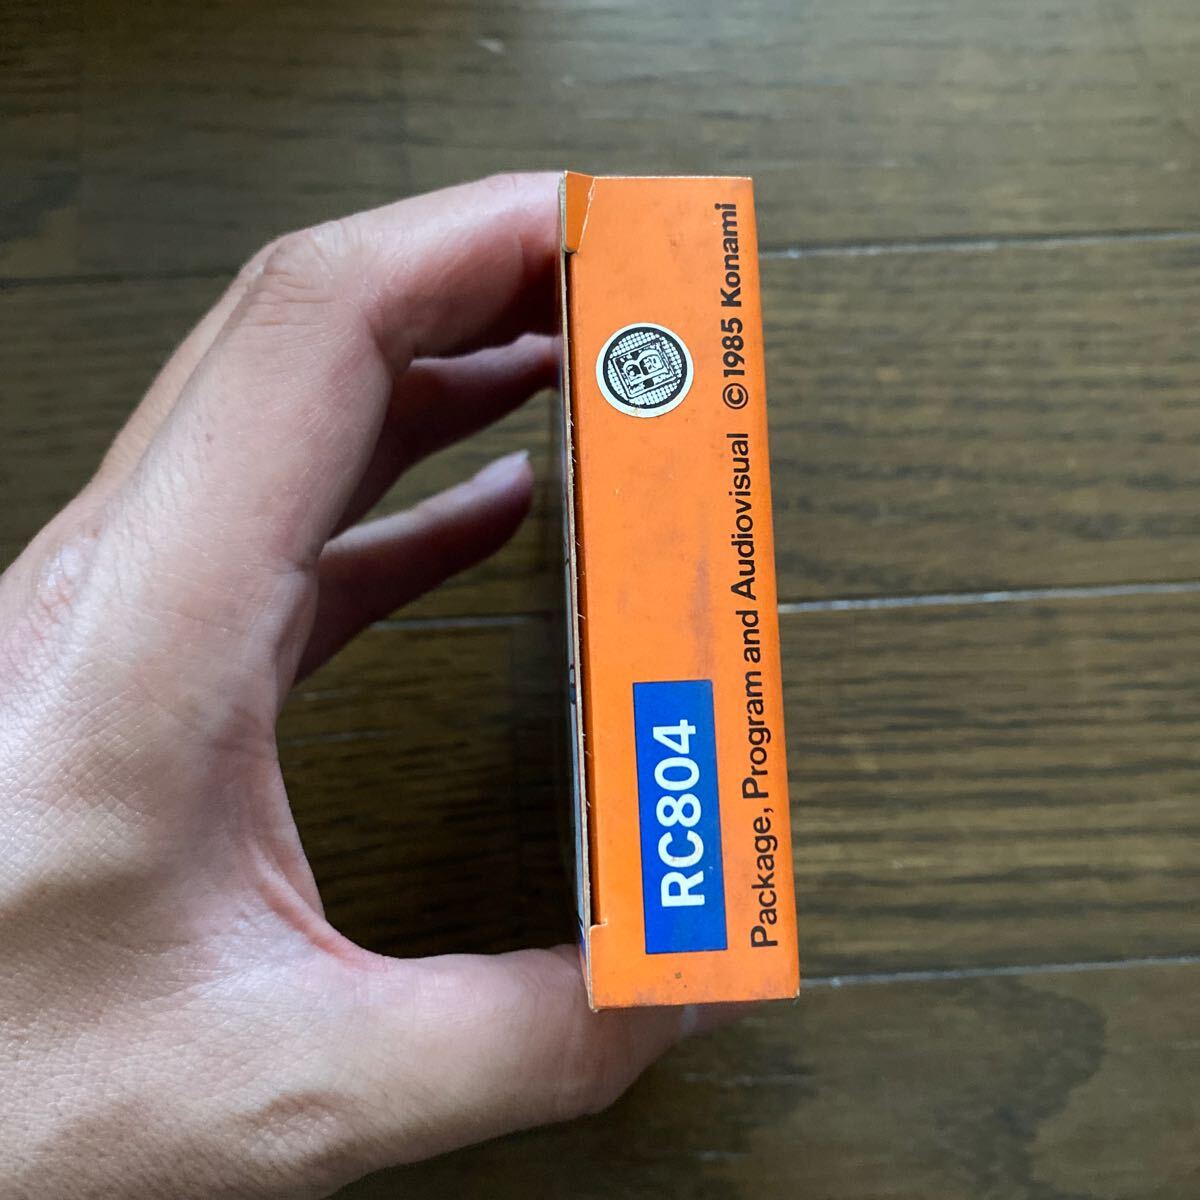 RC804
Package, Program and Audiovisual ©1985 Konami